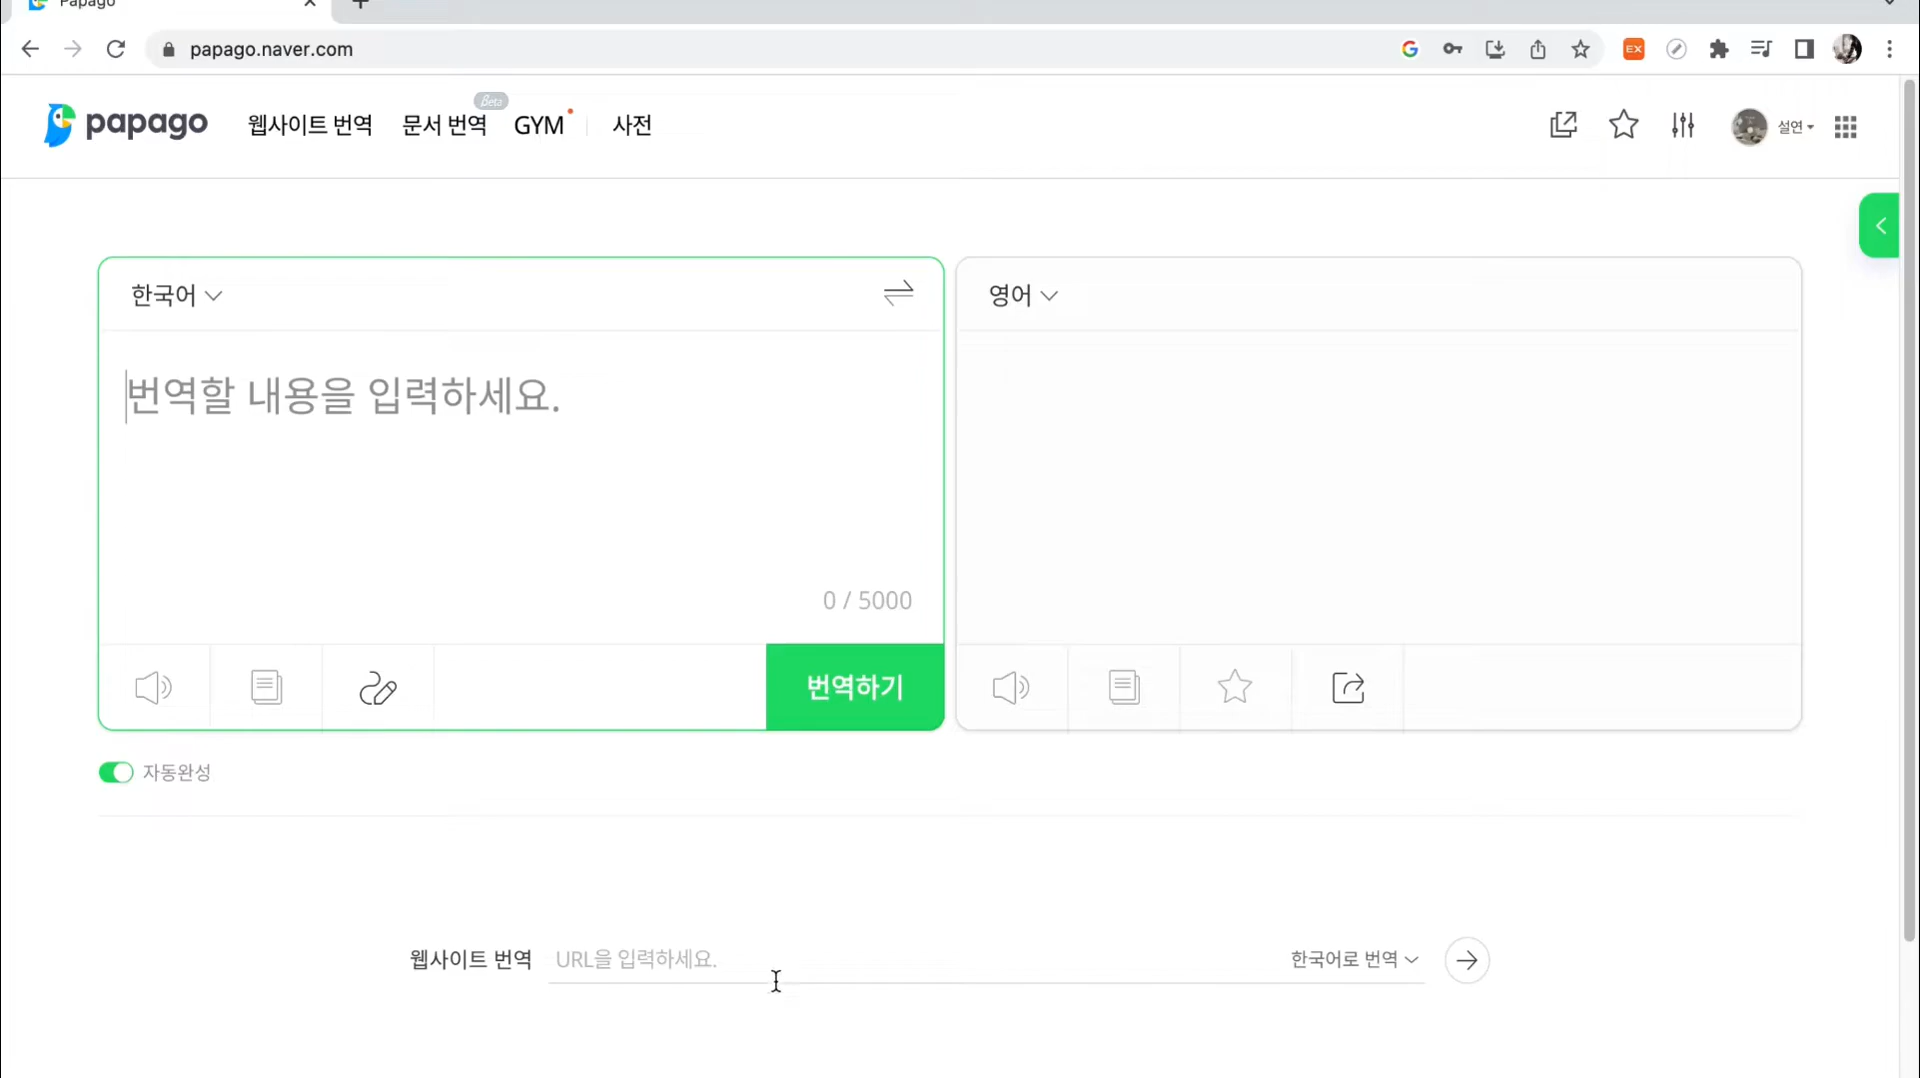 Papago
papago.naver.com
EX
papago
웹사이트 번역
문서 번역
Beta
GYM
사전
설연
한국어
영어
번역할 내용을 입력하세요.
0 / 5000
번역하기
자동완성
웹사이트 번역
URL을 입력하세요.
한국어로 번역